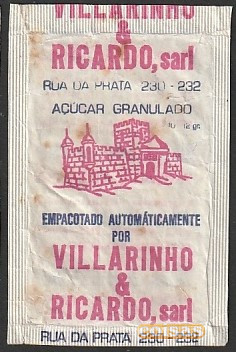 VILLARINHO
&
RICARDO, sarl
RUA DA PRATA 230-232
AÇÚCAR GRANULADO
EMPACOTADO AUTOMÁTICAMENTE
POR
VILLARINHO
&
RICARDO, sarl
RUA DA PRATA 230-232